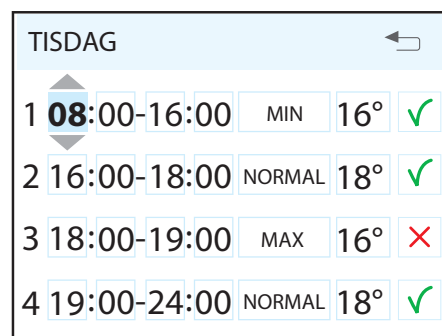 TISDAG
1 08:00-16:00 MIN 16°
2 16:00-18:00 NORMAL 18°
3 18:00-19:00 MAX 16°
4 19:00-24:00 NORMAL 18°